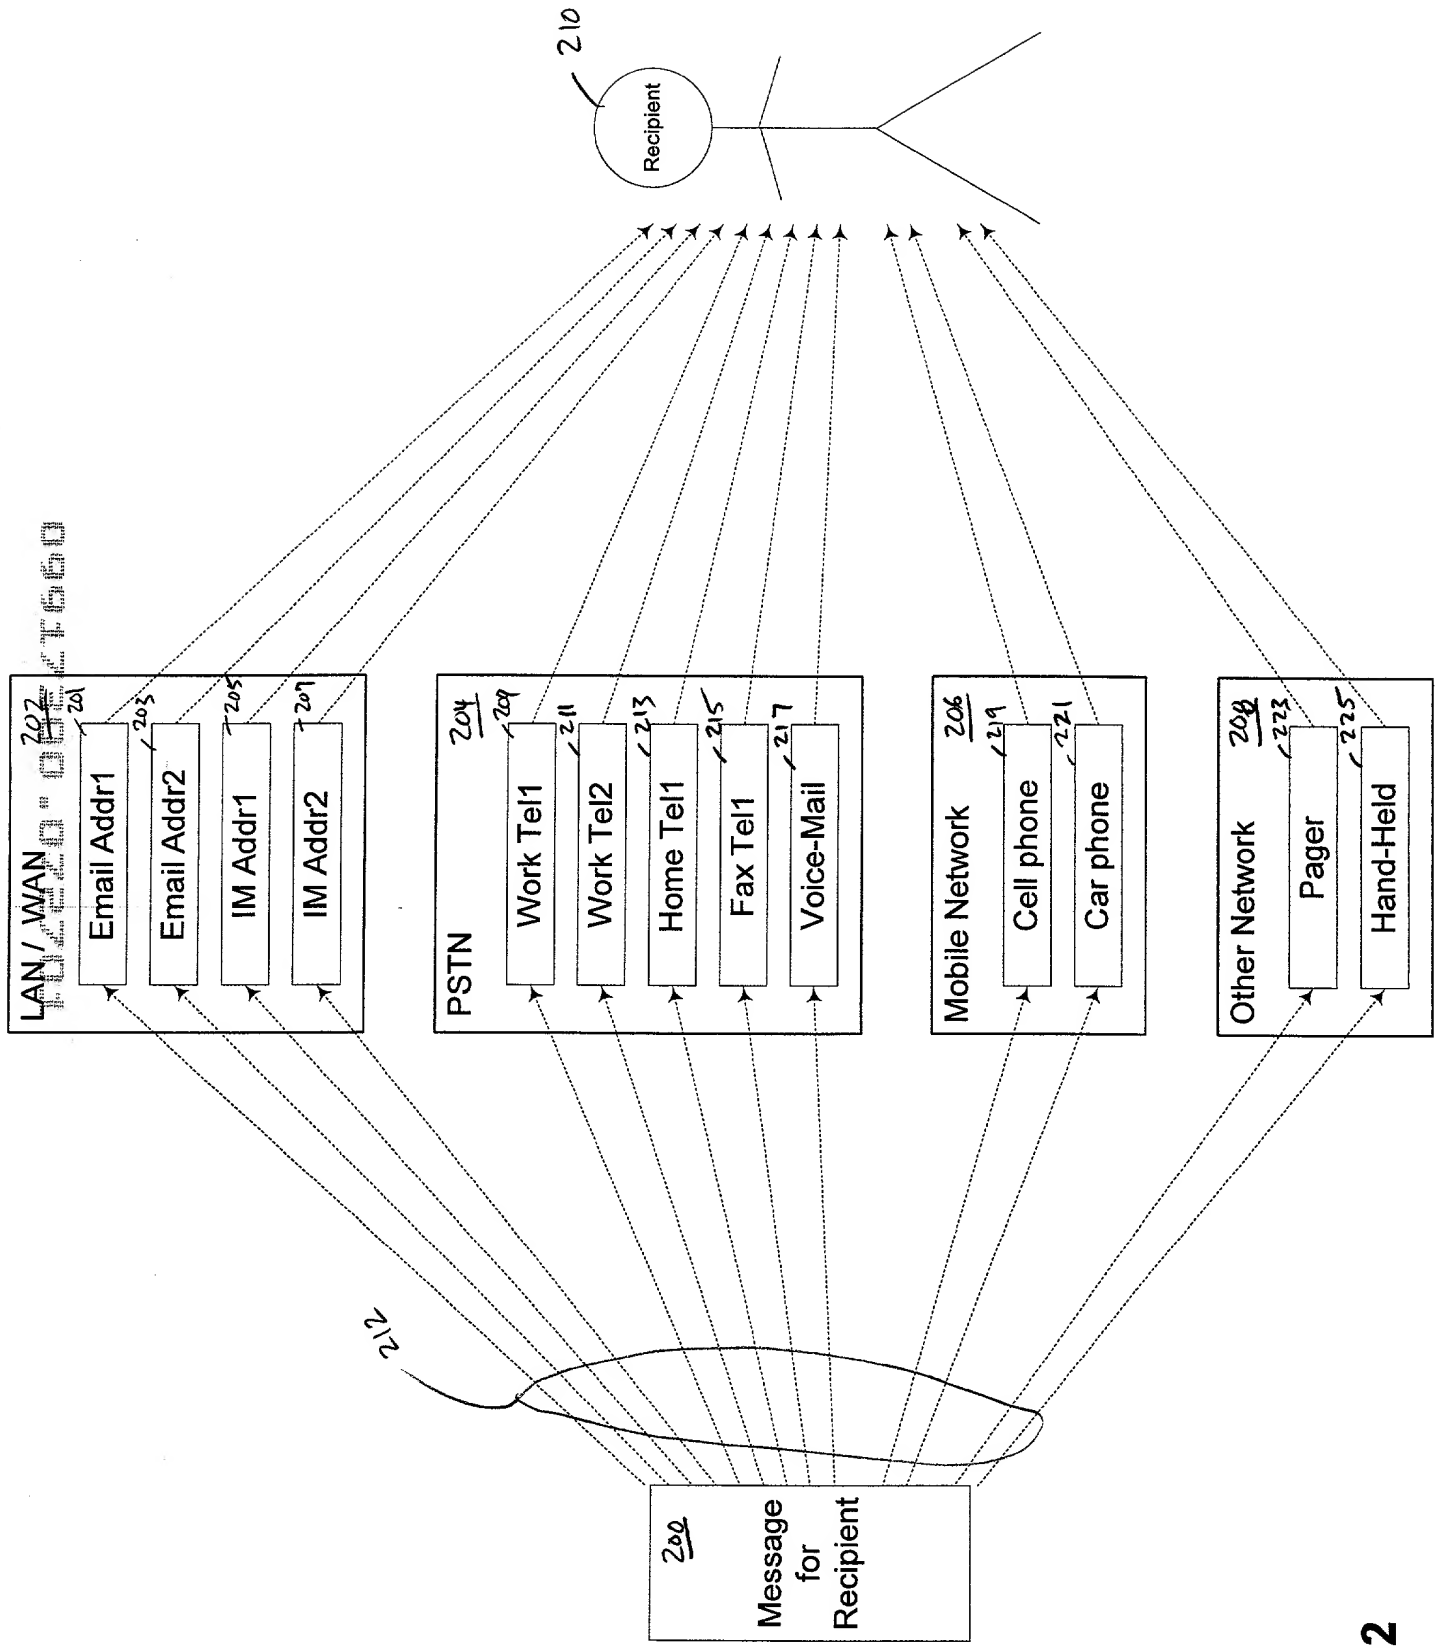 LAN / WAN
202
Email Addr1
201
Email Addr2
203
IM Addr1
205
IM Addr2
207
PSTN
204
Work Tel1
209
Work Tel2
211
Home Tel1
213
Fax Tel1
215
Voice-Mail
217
Mobile Network
206
Cell phone
219
Car phone
221
Other Network
208
Pager
223
Hand-Held
225
200
Message
for
Recipient
212
Recipient
210
2